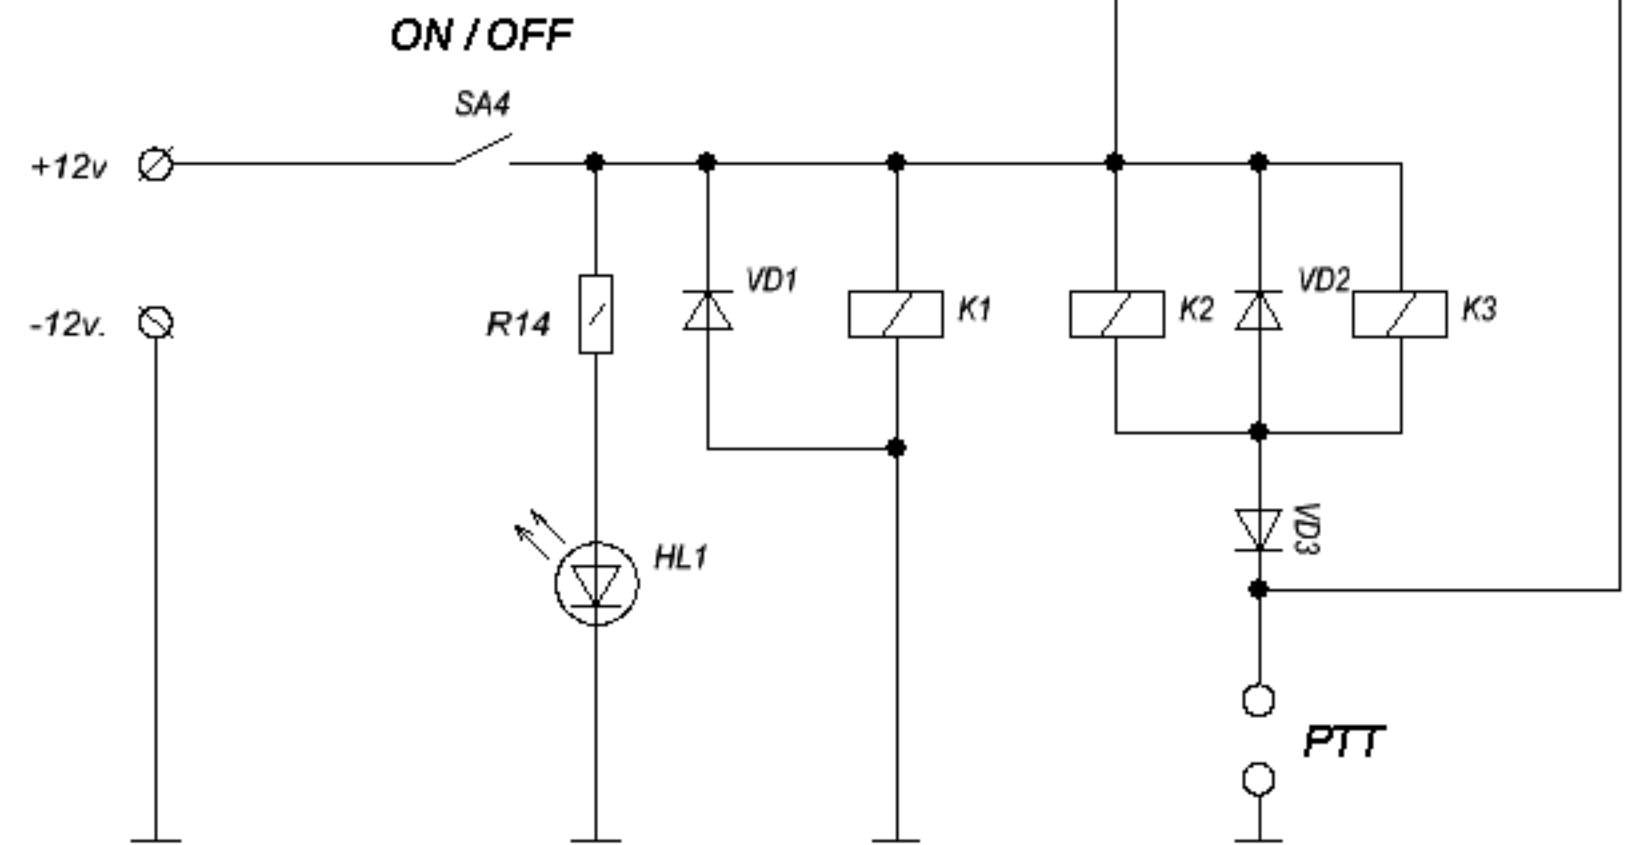 ON / OFF
SA4
+12v
VD1
VD2
K1
K2
K3
-12v.
R14
VD3
HL1
PTT